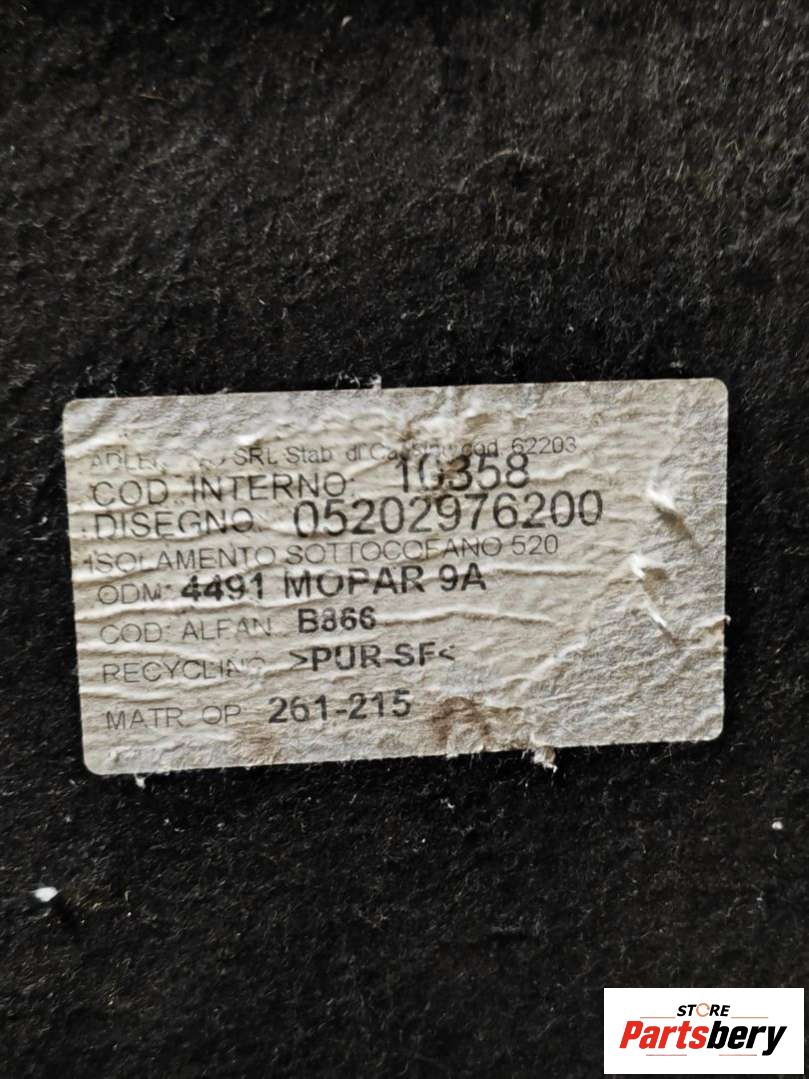 SRL Stab. di cod. 62203
COD. INTERNO: 10358
DISEGNO: 05202976200
ISOLAMENTO SOTTOCOFANO 520
ODM: 4491 MOPAR 9A
COD. ALFAN. B866
RECYCLING >PUR-SF<
MATR. OP. 261-215
STORE
Partsbery